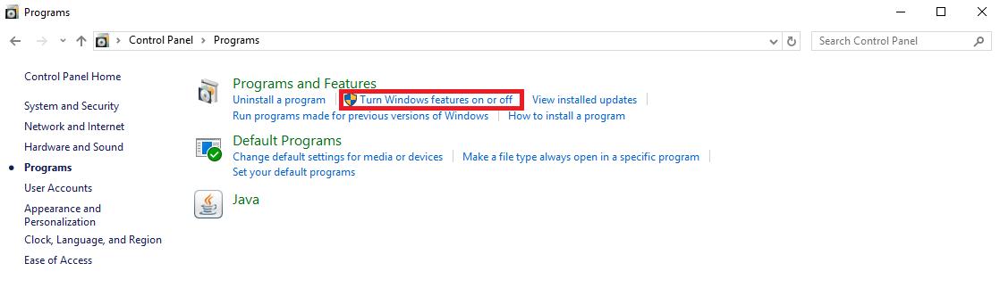 Programs
Control Panel > Programs
Search Control Panel
Control Panel Home
System and Security
Network and Internet
Hardware and Sound
Programs
User Accounts
Appearance and
Personalization
Clock, Language, and Region
Ease of Access
Programs and Features
Uninstall a program
Turn Windows features on or off
View installed updates
Run programs made for previous versions of Windows
How to install a program
Default Programs
Change default settings for media or devices
Make a file type always open in a specific program
Set your default programs
Java